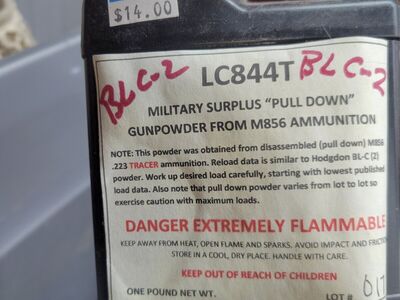 $14.00
BLC-2 LC844T BLC-2
MILITARY SURPLUS “PULL DOWN”
GUNPOWDER FROM M856 AMMUNITION
NOTE: This powder was obtained from disassembled (pull down) M856
.223 TRACER ammunition. Reload data is similar to Hodgdon BL-C (2)
powder. Work up desired load carefully, starting with lowest published
load data. Also note that pull down powder varies from lot to lot so
exercise caution with maximum loads.
DANGER EXTREMELY FLAMMABLE
KEEP AWAY FROM HEAT, OPEN FLAME AND SPARKS. AVOID IMPACT AND FRICTION
STORE IN A COOL, DRY PLACE. HANDLE WITH CARE.
KEEP OUT OF REACH OF CHILDREN
ONE POUND NET WT. LOT #